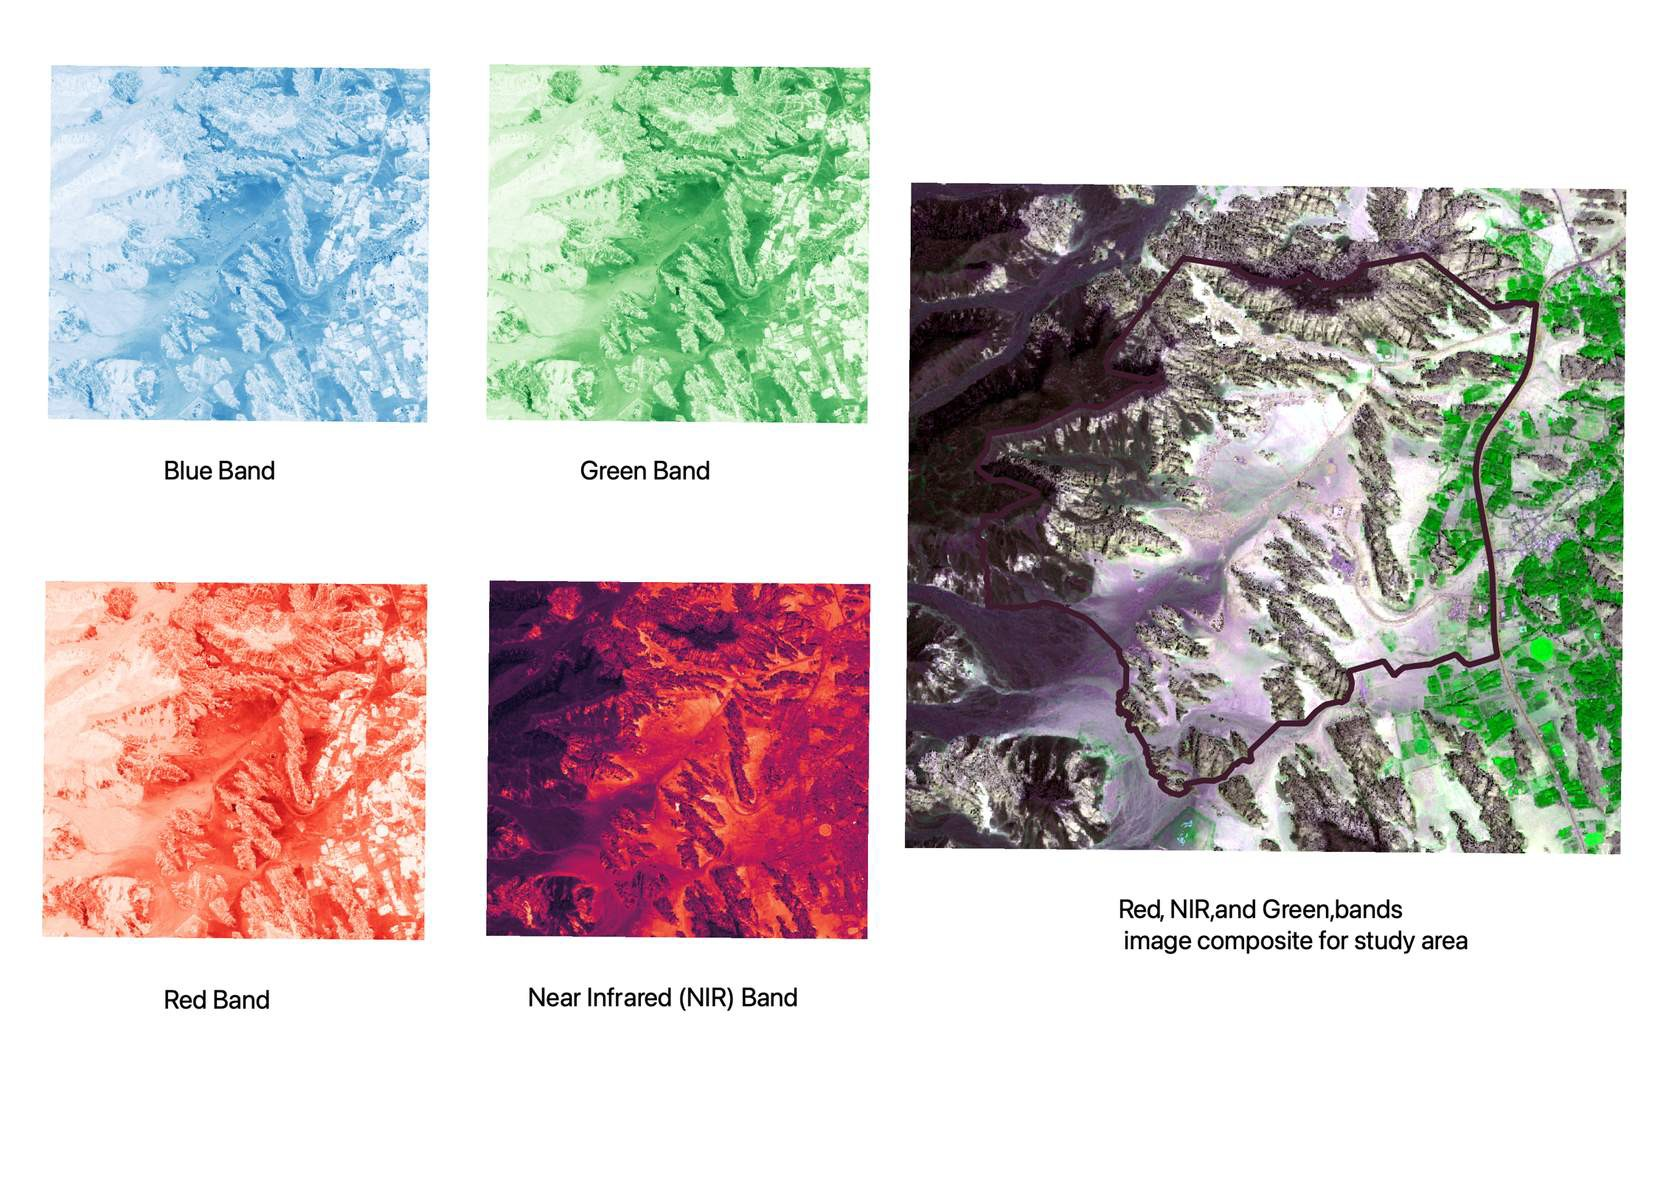 Blue Band
Green Band
Red Band
Near Infrared (NIR) Band
Red, NIR,and Green,bands
image composite for study area